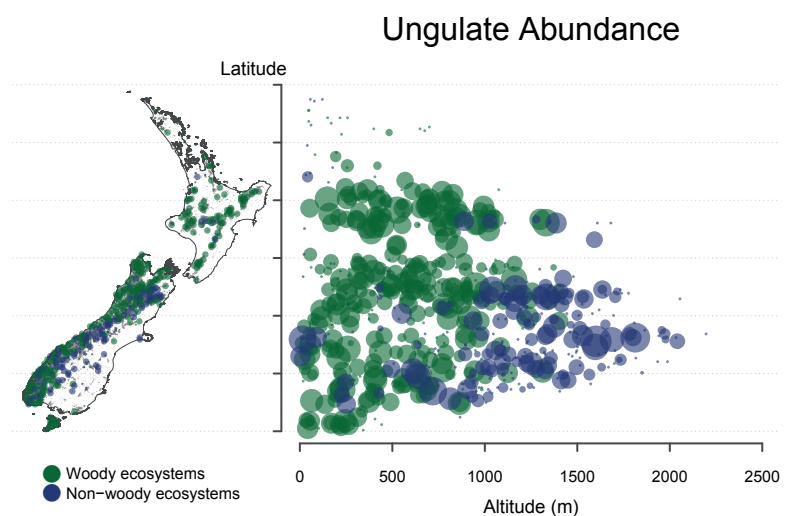 Ungulate Abundance
Latitude
Woody ecosystems
Non−woody ecosystems
0 500 1000 1500 2000 2500
Altitude (m)